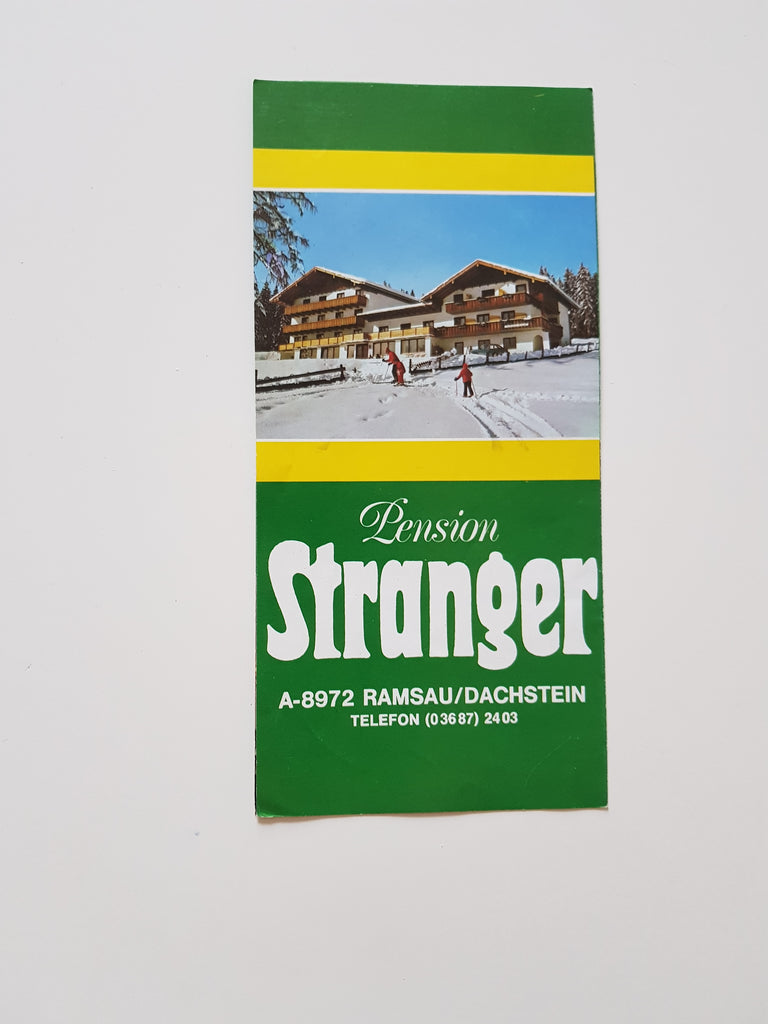 Pension
Stranger
A-8972 RAMSAU/DACHSTEIN
TELEFON (03687) 2403